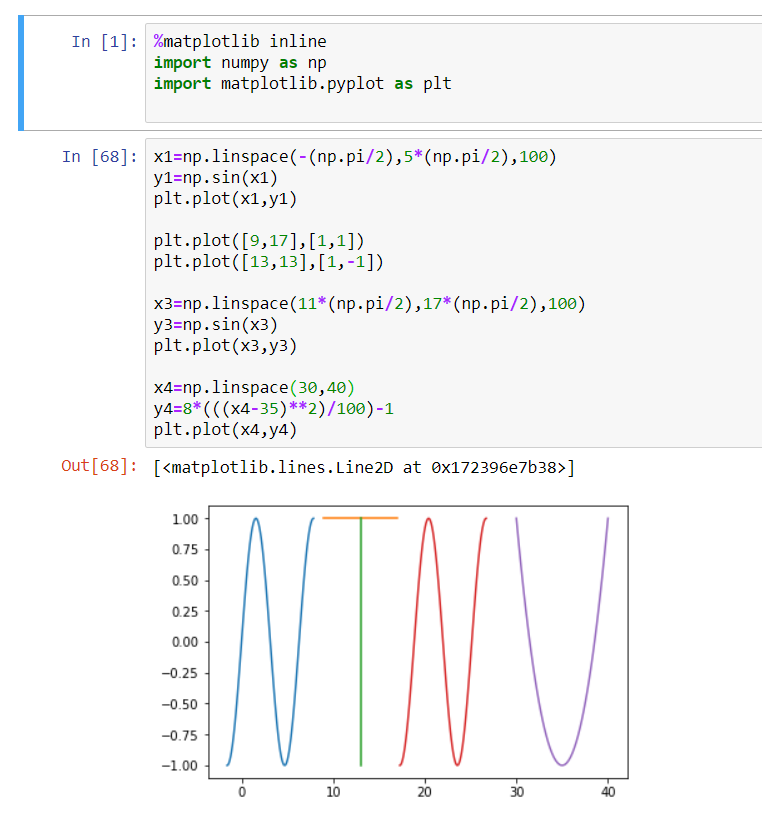 In [1]: %matplotlib inline
import numpy as np
import matplotlib.pyplot as plt
In [68]: x1=np.linspace(-(np.pi/2),5*(np.pi/2),100)
y1=np.sin(x1)
plt.plot(x1,y1)
plt.plot([9,17],[1,1])
plt.plot([13,13],[1,-1])
x3=np.linspace(11*(np.pi/2),17*(np.pi/2),100)
y3=np.sin(x3)
plt.plot(x3,y3)
x4=np.linspace(30,40)
y4=8*(((x4-35)**2)/100)-1
plt.plot(x4,y4)
Out[68]: [<matplotlib.lines.Line2D at 0x172396e7b38>]
1.00
0.75
0.50
0.25
0.00
−0.25
−0.50
−0.75
−1.00
0 10 20 30 40